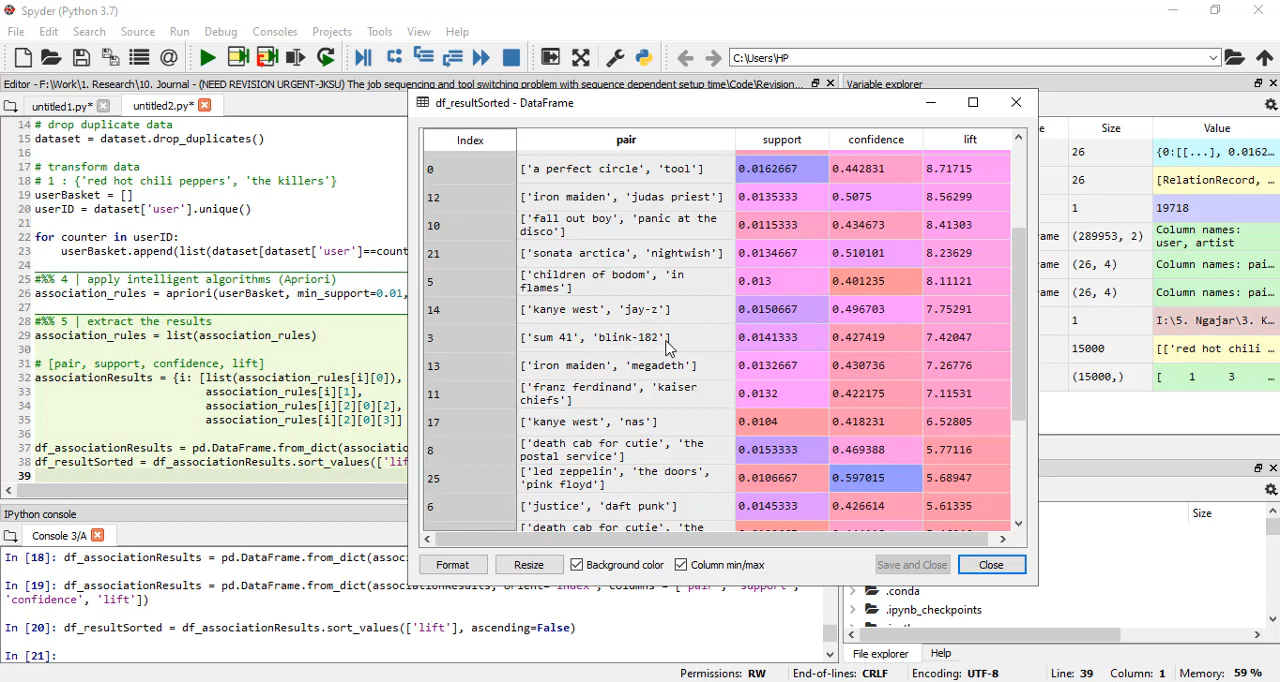 Spyder (Python 3.7)
File Edit Search Source Run Debug Consoles Projects Tools View Help
C:\Users\HP
Editor - F:\Work\1. Research\10. Journal - (NEED REVISION URGENT-JKSU) The job sequencing and tool switching problem with sequence dependent setup time\Code\Revision...
Variable explorer
untitled1.py* untitled2.py*
14 # drop duplicate data
15 dataset = dataset.drop_duplicates()
16
17 # transform data
18 # 1 : {'red hot chili peppers', 'the killers'}
19 userBasket = []
20 userID = dataset['user'].unique()
21
22 for counter in userID:
23 userBasket.append(list(dataset[dataset['user']==count
24
25 #%% 4 | apply intelligent algorithms (Apriori)
26 association_rules = apriori(userBasket, min_support=0.01,
27
28 #%% 5 | extract the results
29 association_rules = list(association_rules)
30
31 # [pair, support, confidence, lift]
32 associationResults = {i: [list(association_rules[i][0]),
33 association_rules[i][1],
34 association_rules[i][2][0][2],
35 association_rules[i][2][0][3]]
36
37 df_associationResults = pd.DataFrame.from_dict(associati
38 df_resultSorted = df_associationResults.sort_values(['lif
39
df_resultSorted - DataFrame
Index pair support confidence lift
0 ['a perfect circle', 'tool'] 0.0162667 0.442831 8.71715
12 ['iron maiden', 'judas priest'] 0.0135333 0.5075 8.56299
10 ['fall out boy', 'panic at the disco'] 0.0115333 0.434673 8.41303
21 ['sonata arctica', 'nightwish'] 0.0134667 0.510101 8.23629
5 ['children of bodom', 'in flames'] 0.013 0.401235 8.11121
14 ['kanye west', 'jay-z'] 0.0150667 0.496703 7.75291
3 ['sum 41', 'blink-182'] 0.0141333 0.427419 7.42047
13 ['iron maiden', 'megadeth'] 0.0132667 0.430736 7.26776
11 ['franz ferdinand', 'kaiser chiefs'] 0.0132 0.422175 7.11531
17 ['kanye west', 'nas'] 0.0104 0.418231 6.52805
8 ['death cab for cutie', 'the postal service'] 0.0153333 0.469388 5.77116
25 ['led zeppelin', 'the doors', 'pink floyd'] 0.0106667 0.597015 5.68947
6 ['justice', 'daft punk'] 0.0145333 0.426614 5.61335
['death cab for cutie', 'the
Format Resize Background color Column min/max Save and Close Close
e Size Value
26 {0:[[...], 0.0162...
26 [RelationRecord, ...
1 19718
ame (289953, 2) Column names: user, artist
ame (26, 4) Column names: pai...
ame (26, 4) Column names: pai...
1 I:\5. Ngajar\3. K...
15000 [['red hot chili ...
(15000,) [ 1 3 ...
Size
.conda
.ipynb_checkpoints
File explorer Help
IPython console
Console 3/A
In [18]: df_associationResults = pd.DataFrame.from_dict(assoc
In [19]: df_associationResults = pd.DataFrame.from_dict(associationResults, orient='index', columns = ['pair', 'support',
'confidence', 'lift'])
In [20]: df_resultSorted = df_associationResults.sort_values(['lift'], ascending=False)
In [21]:
Permissions: RW End-of-lines: CRLF Encoding: UTF-8 Line: 39 Column: 1 Memory: 59 %